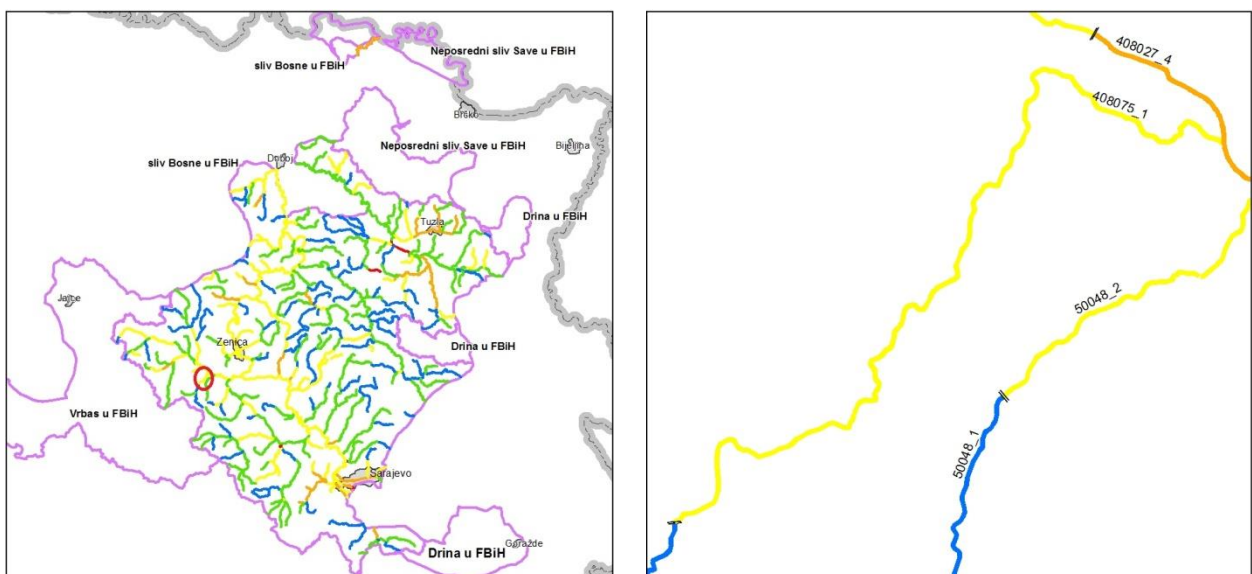 Neposredni sliv Save u FBiH
sliv Bosne u FBiH
Brčko
Doboj
Neposredni sliv Save u FBiH
Bijeljina
sliv Bosne u FBiH
Tuzla
Drina u FBiH
Jajce
Zenica
Drina u FBiH
Vrbas u FBiH
Sarajevo
Goražde
Drina u FBiH
408027_4
408075_1
50048_2
50048_1